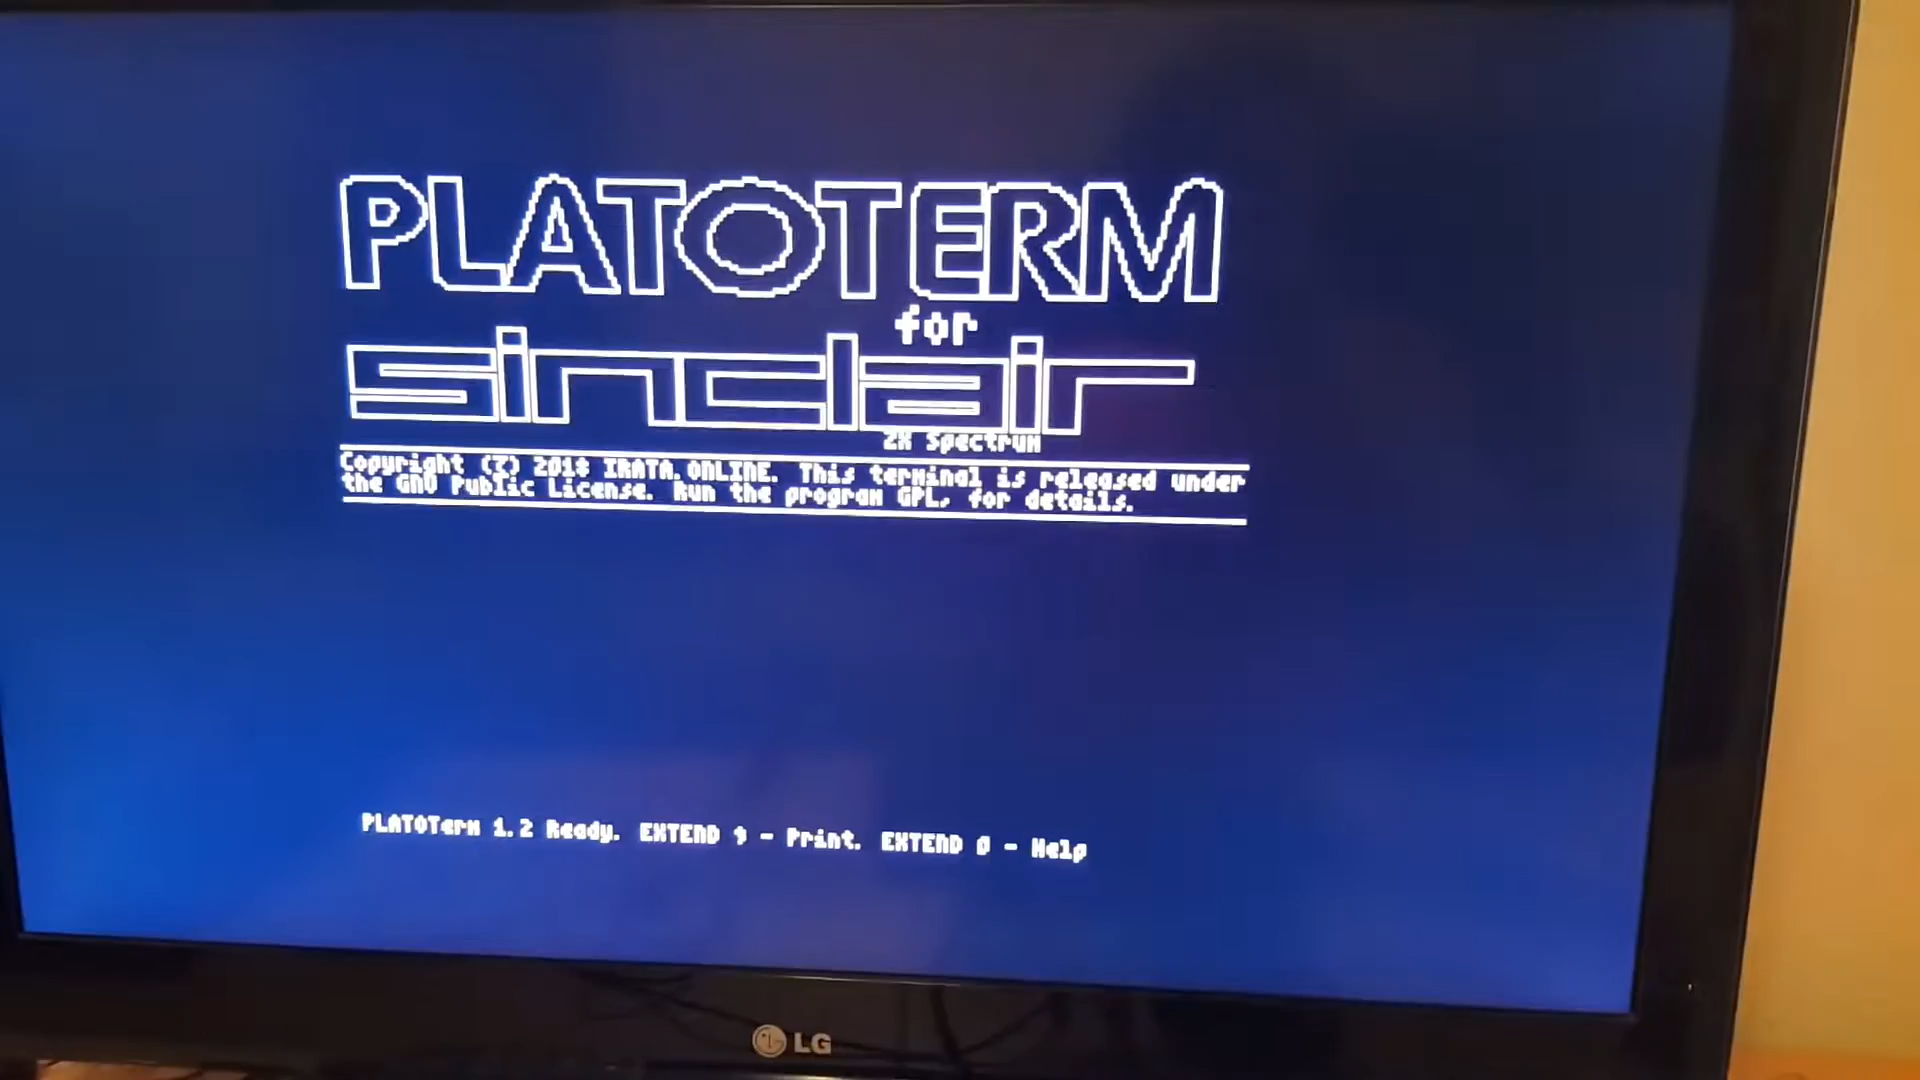 PLATOTERM
for
sinclair
ZX Spectrum
Copyright (C) 2018 IRATA.ONLINE. This terminal is released under
the GNU Public License. Run the program GPL, for details.
PLATOTerm 1.2 Ready. EXTEND 9 - Print. EXTEND 0 - Help
LG